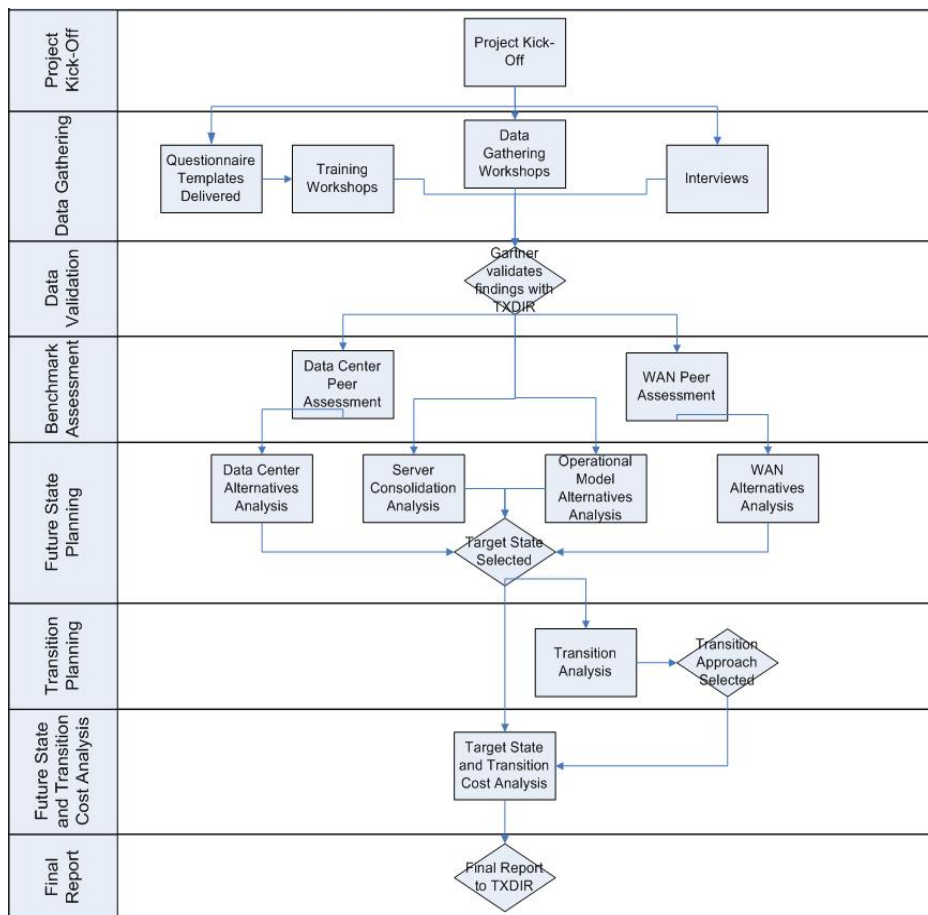 Project
Kick-Off
Project Kick-
Off
Data Gathering
Questionnaire
Templates
Delivered
Training
Workshops
Data
Gathering
Workshops
Interviews
Data
Validation
Gartner
validates
findings with
TXDIR
Benchmark
Assessment
Data Center
Peer
Assessment
WAN Peer
Assessment
Future State
Planning
Data Center
Alternatives
Analysis
Server
Consolidation
Analysis
Operational
Model
Alternatives
Analysis
WAN
Alternatives
Analysis
Target State
Selected
Transition
Planning
Transition
Analysis
Transition
Approach
Selected
Future State
and Transition
Cost Analysis
Target State
and Transition
Cost Analysis
Final
Report
Final Report
to TXDIR